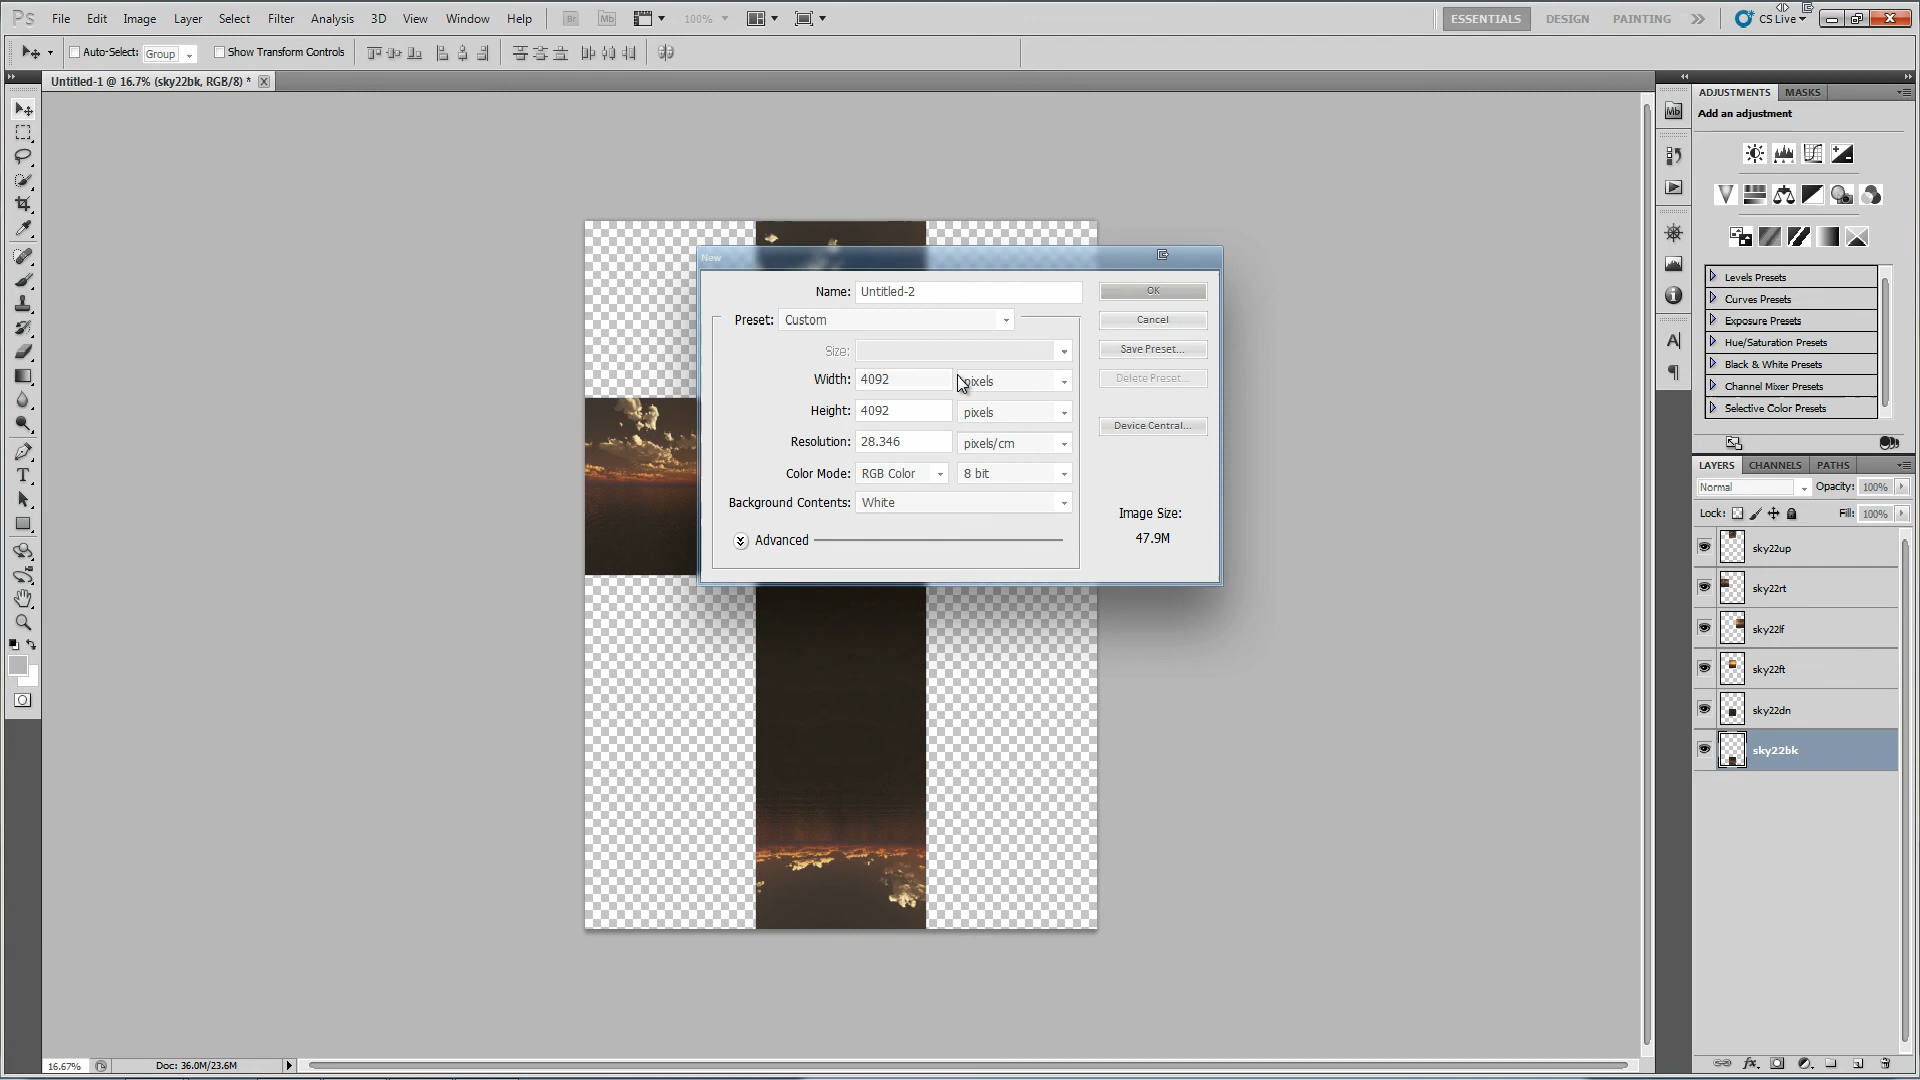 Ps File Edit Image Layer Select Filter Analysis 3D View Window Help Br Mb 100% ESSENTIALS DESIGN PAINTING CS Live
Auto-Select: Group Show Transform Controls
Untitled-1 @ 16.7% (sky22bk, RGB/8) *
ADJUSTMENTS MASKS
Add an adjustment
Mb
Levels Presets
Curves Presets
Exposure Presets
Hue/Saturation Presets
Black & White Presets
Channel Mixer Presets
Selective Color Presets
New
Name: Untitled-2 OK
Preset: Custom Cancel
Size: Save Preset...
Width: 4092 pixels Delete Preset...
Height: 4092 pixels
Device Central...
Resolution: 28.346 pixels/cm
Color Mode: RGB Color 8 bit
Background Contents: White
Image Size:
47.9M
Advanced
LAYERS CHANNELS PATHS
Normal Opacity: 100%
Lock: Fill: 100%
sky22up
sky22rt
sky22lf
sky22ft
sky22dn
sky22bk
16.67% Doc: 36.0M/23.6M